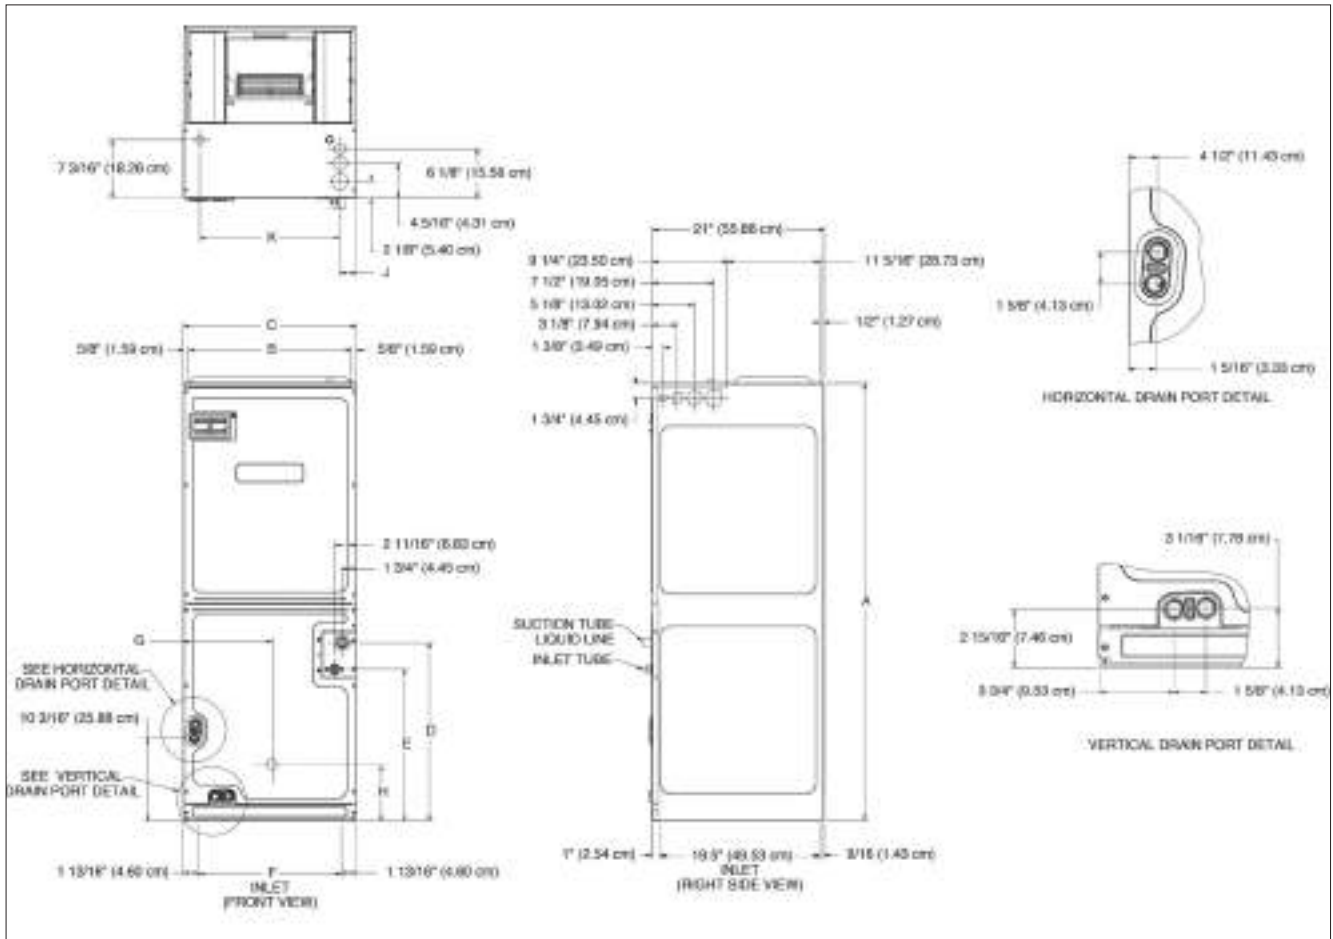 7 3/16" (18.26 cm)
6 1/8" (15.56 cm)
4 5/16" (4.31 cm)
2 1/8" (5.40 cm)
K
J
C
5/8" (1.59 cm)
B
5/8" (1.59 cm)
2 11/16" (6.83 cm)
1 3/4" (4.45 cm)
G
SEE HORIZONTAL
DRAIN PORT DETAIL
10 3/16" (25.88 cm)
D
E
H
SEE VERTICAL
DRAIN PORT DETAIL
1 13/16" (4.60 cm)
F
1 13/16" (4.60 cm)
INLET
(FRONT VIEW)
21" (55.88 cm)
9 1/4" (23.50 cm)
11 5/16" (28.73 cm)
7 1/2" (19.05 cm)
5 1/8" (13.02 cm)
3 1/8" (7.94 cm)
1/2" (1.27 cm)
1 3/8" (3.49 cm)
1 3/4" (4.45 cm)
A
SUCTION TUBE
LIQUID LINE
INLET TUBE
1" (2.54 cm)
19.5" (49.53 cm)
9/16 (1.43 cm)
INLET
(RIGHT SIDE VIEW)
4 1/2" (11.43 cm)
1 5/8" (4.13 cm)
1 5/16" (3.33 cm)
HORIZONTAL DRAIN PORT DETAIL
3 1/16" (7.78 cm)
2 15/16" (7.46 cm)
3 3/4" (9.53 cm)
1 5/8" (4.13 cm)
VERTICAL DRAIN PORT DETAIL